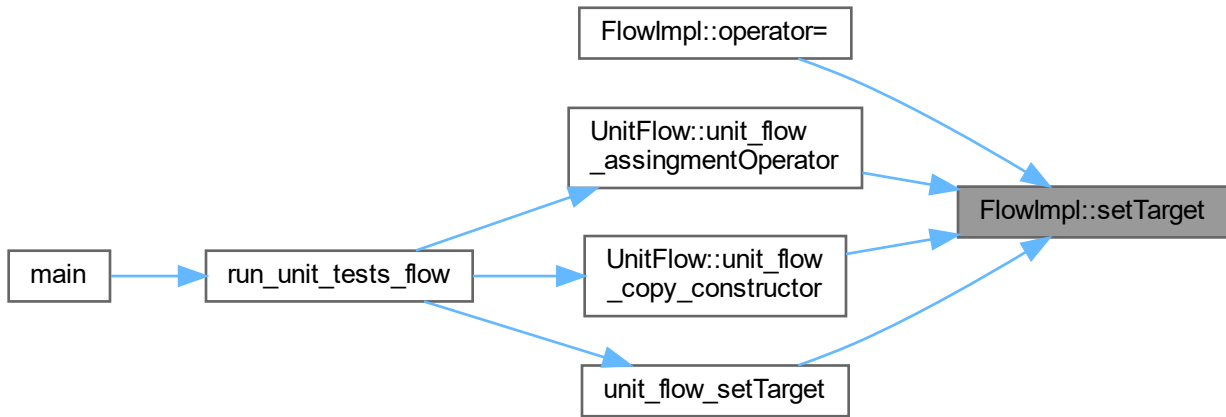 FlowImpl::operator=
UnitFlow::unit_flow
_assingmentOperator
FlowImpl::setTarget
main
run_unit_tests_flow
UnitFlow::unit_flow
_copy_constructor
unit_flow_setTarget